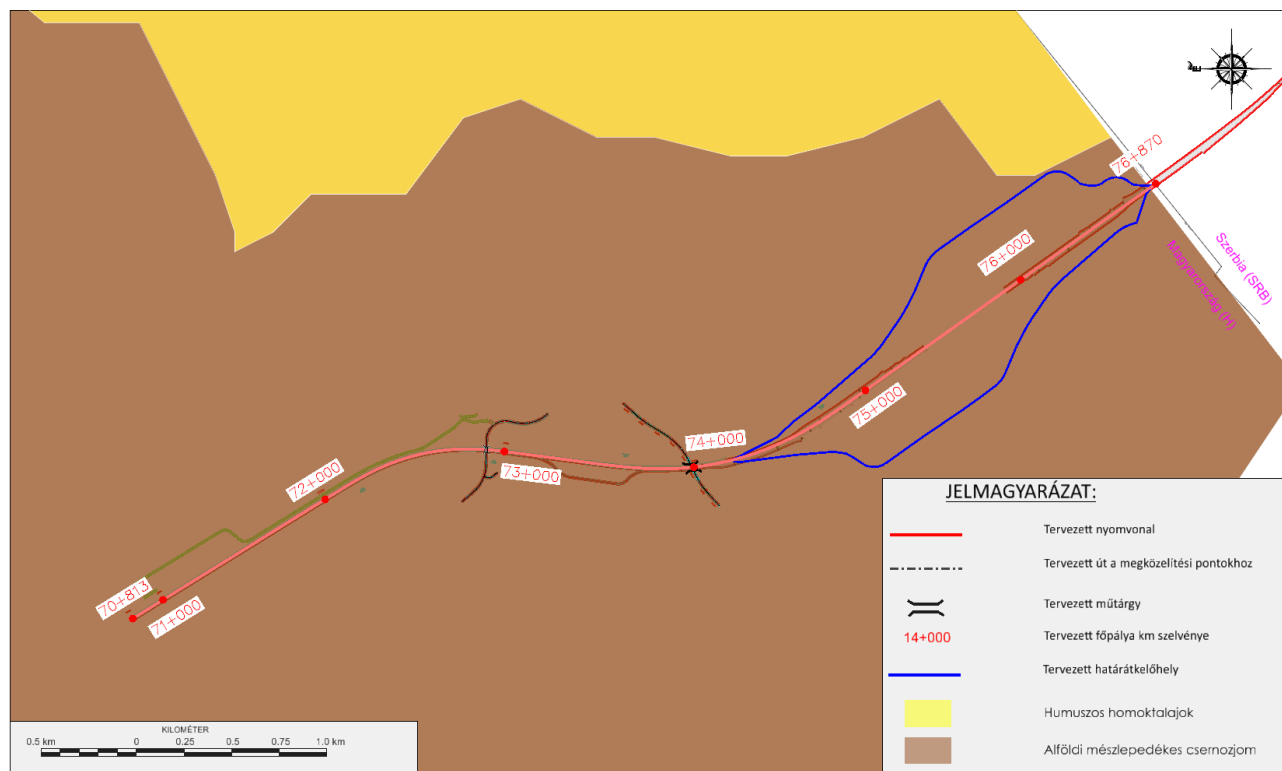 76+870
Szerbia (SRB)
Magyarország (H)
76+000
75+000
74+000
73+000
72+000
70+813
71+000
É
JELMAGYARÁZAT:
Tervezett nyomvonal
Tervezett út a megközelítési pontokhoz
Tervezett műtárgy
14+000 Tervezett főpálya km szelvénye
Tervezett határátkelőhely
Humuszos homoktalajok
Alföldi mészlepedékes csernozjom
KILOMÉTER
0.5 km 0 0.25 0.5 0.75 1.0 km